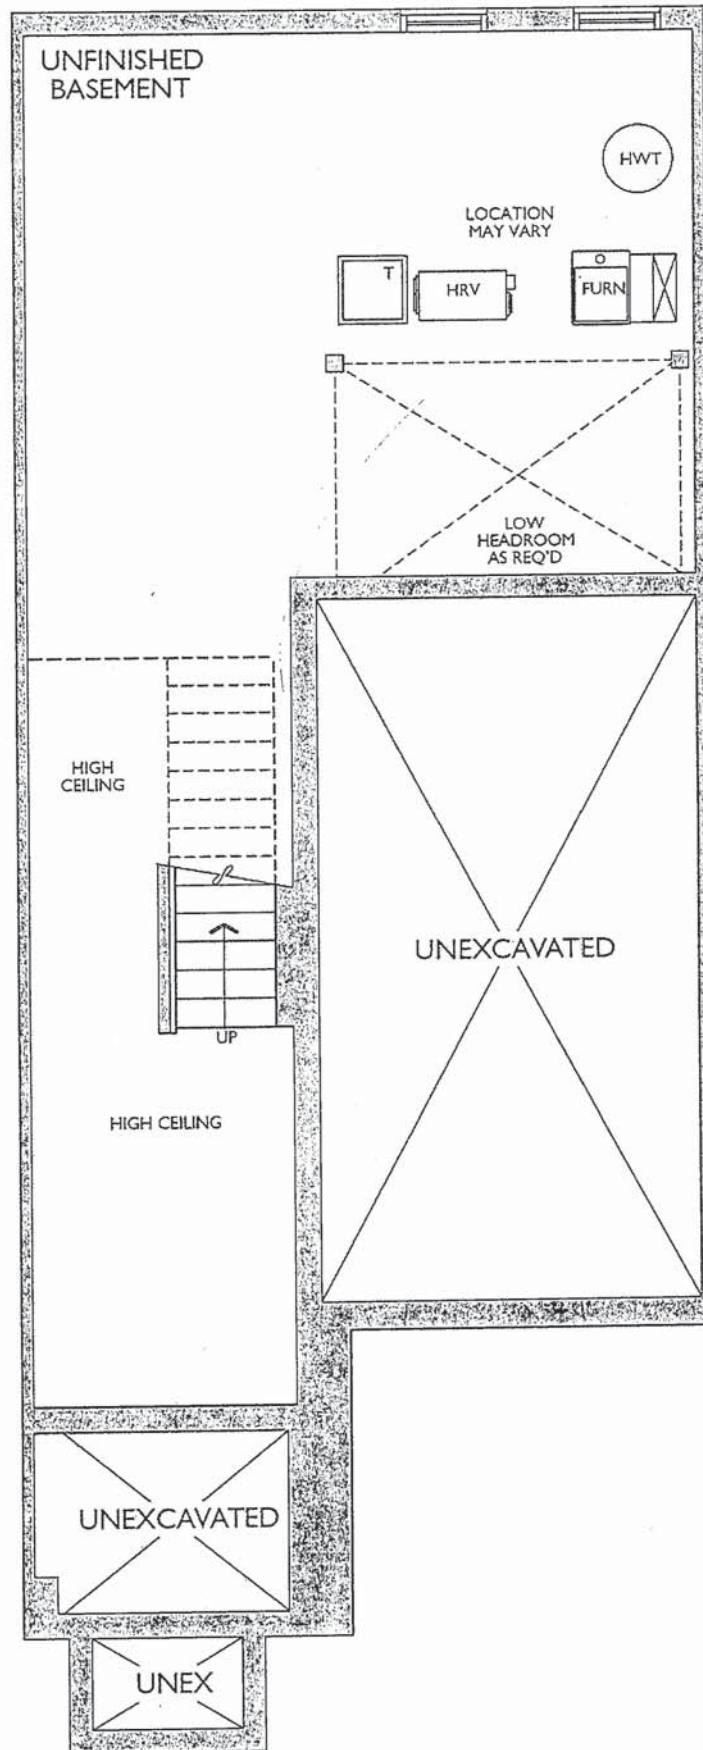 UNFINISHED
BASEMENT
HWT
LOCATION
MAY VARY
T
HRV
FURN
LOW
HEADROOM
AS REQ'D
HIGH
CEILING
UNEXCAVATED
UP
HIGH CEILING
UNEXCAVATED
UNEX